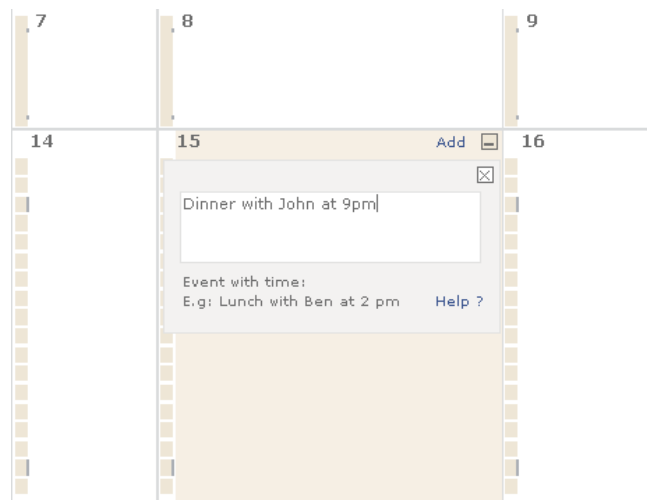 7
8
9
14
15
Add
16
Dinner with John at 9pm
Event with time:
E.g: Lunch with Ben at 2 pm
Help ?